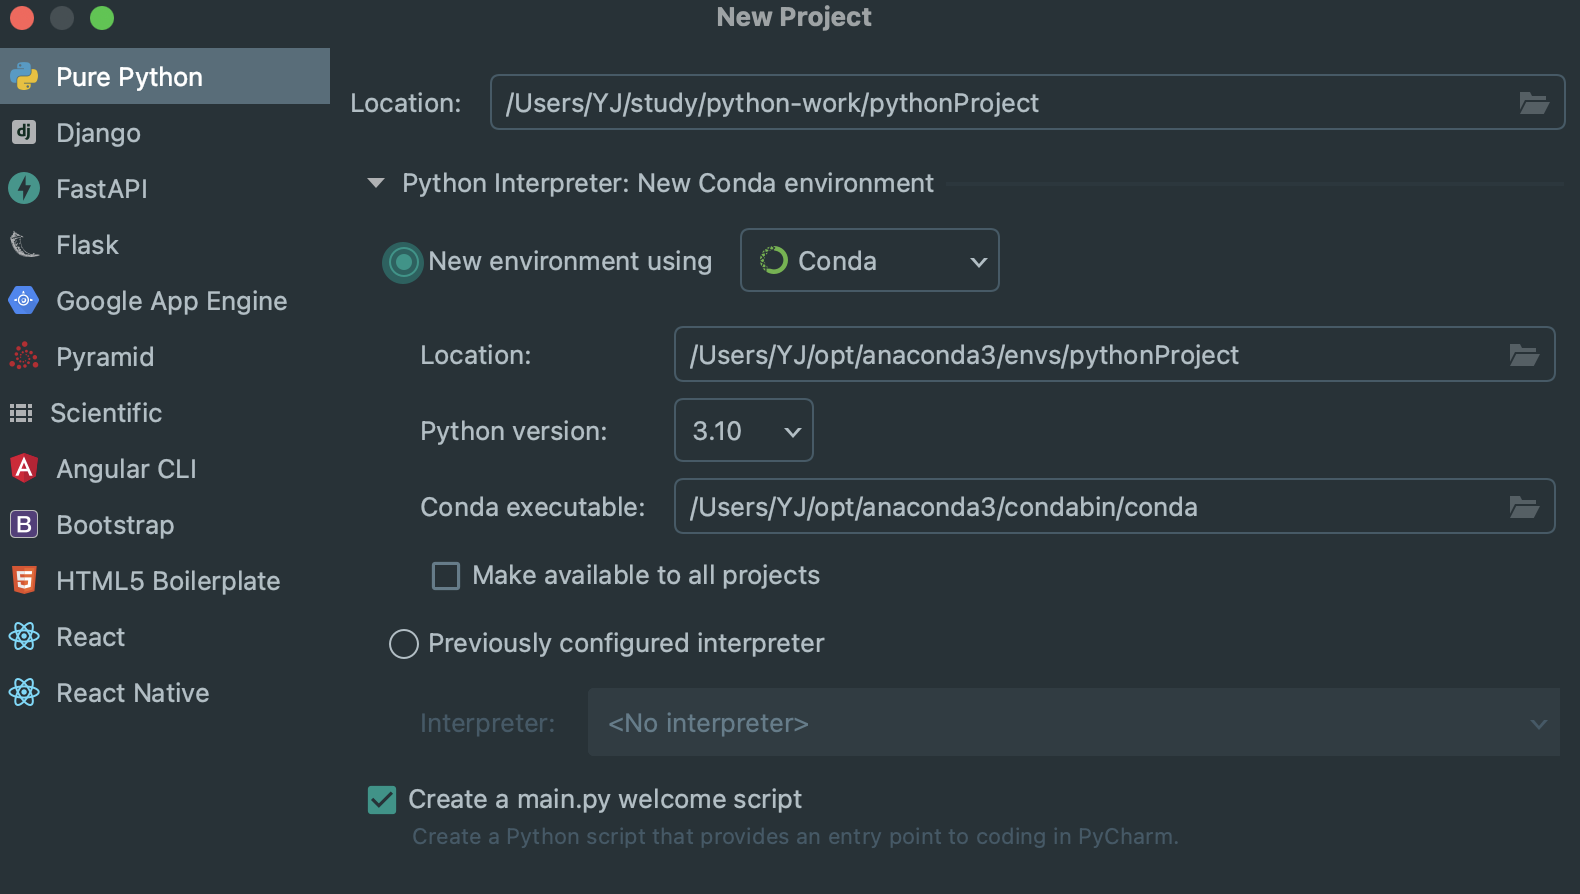 New Project
Pure Python
Django
FastAPI
Flask
Google App Engine
Pyramid
Scientific
Angular CLI
Bootstrap
HTML5 Boilerplate
React
React Native
Location: /Users/YJ/study/python-work/pythonProject
Python Interpreter: New Conda environment
New environment using Conda
Location: /Users/YJ/opt/anaconda3/envs/pythonProject
Python version: 3.10
Conda executable: /Users/YJ/opt/anaconda3/condabin/conda
Make available to all projects
Previously configured interpreter
Interpreter: <No interpreter>
Create a main.py welcome script
Create a Python script that provides an entry point to coding in PyCharm.